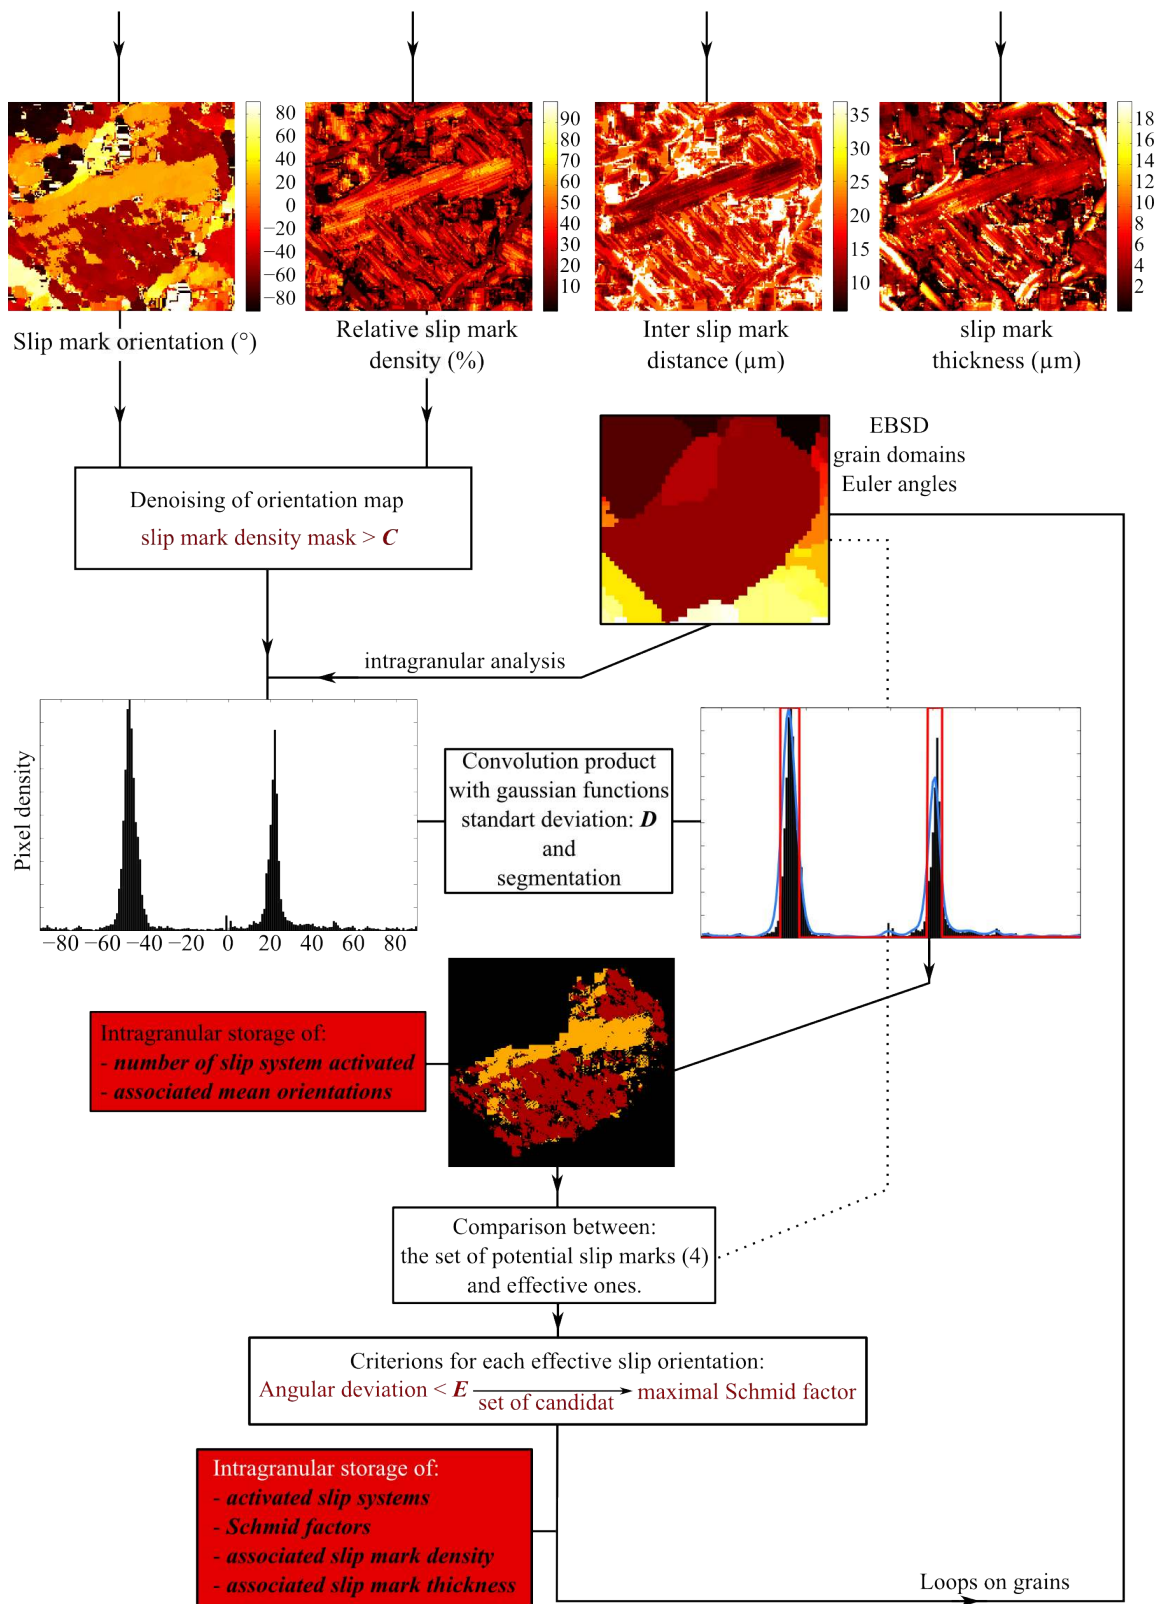 80
60
40
20
0
−20
−40
−60
−80
90
80
70
60
50
40
30
20
10
35
30
25
20
15
10
18
16
14
12
10
8
6
4
2
Slip mark orientation (°)
Relative slip mark
density (%)
Inter slip mark
distance (µm)
slip mark
thickness (µm)
EBSD
grain domains
Euler angles
Denoising of orientation map
slip mark density mask > C
intragranular analysis
Pixel density
−80 −60 −40 −20 0 20 40 60 80
Convolution product
with gaussian functions
standart deviation: D
and
segmentation
Intragranular storage of:
- number of slip system activated
- associated mean orientations
Comparison between:
the set of potential slip marks (4)
and effective ones.
Criterions for each effective slip orientation:
Angular deviation < E set of candidat maximal Schmid factor
Intragranular storage of:
- activated slip systems
- Schmid factors
- associated slip mark density
- associated slip mark thickness
Loops on grains